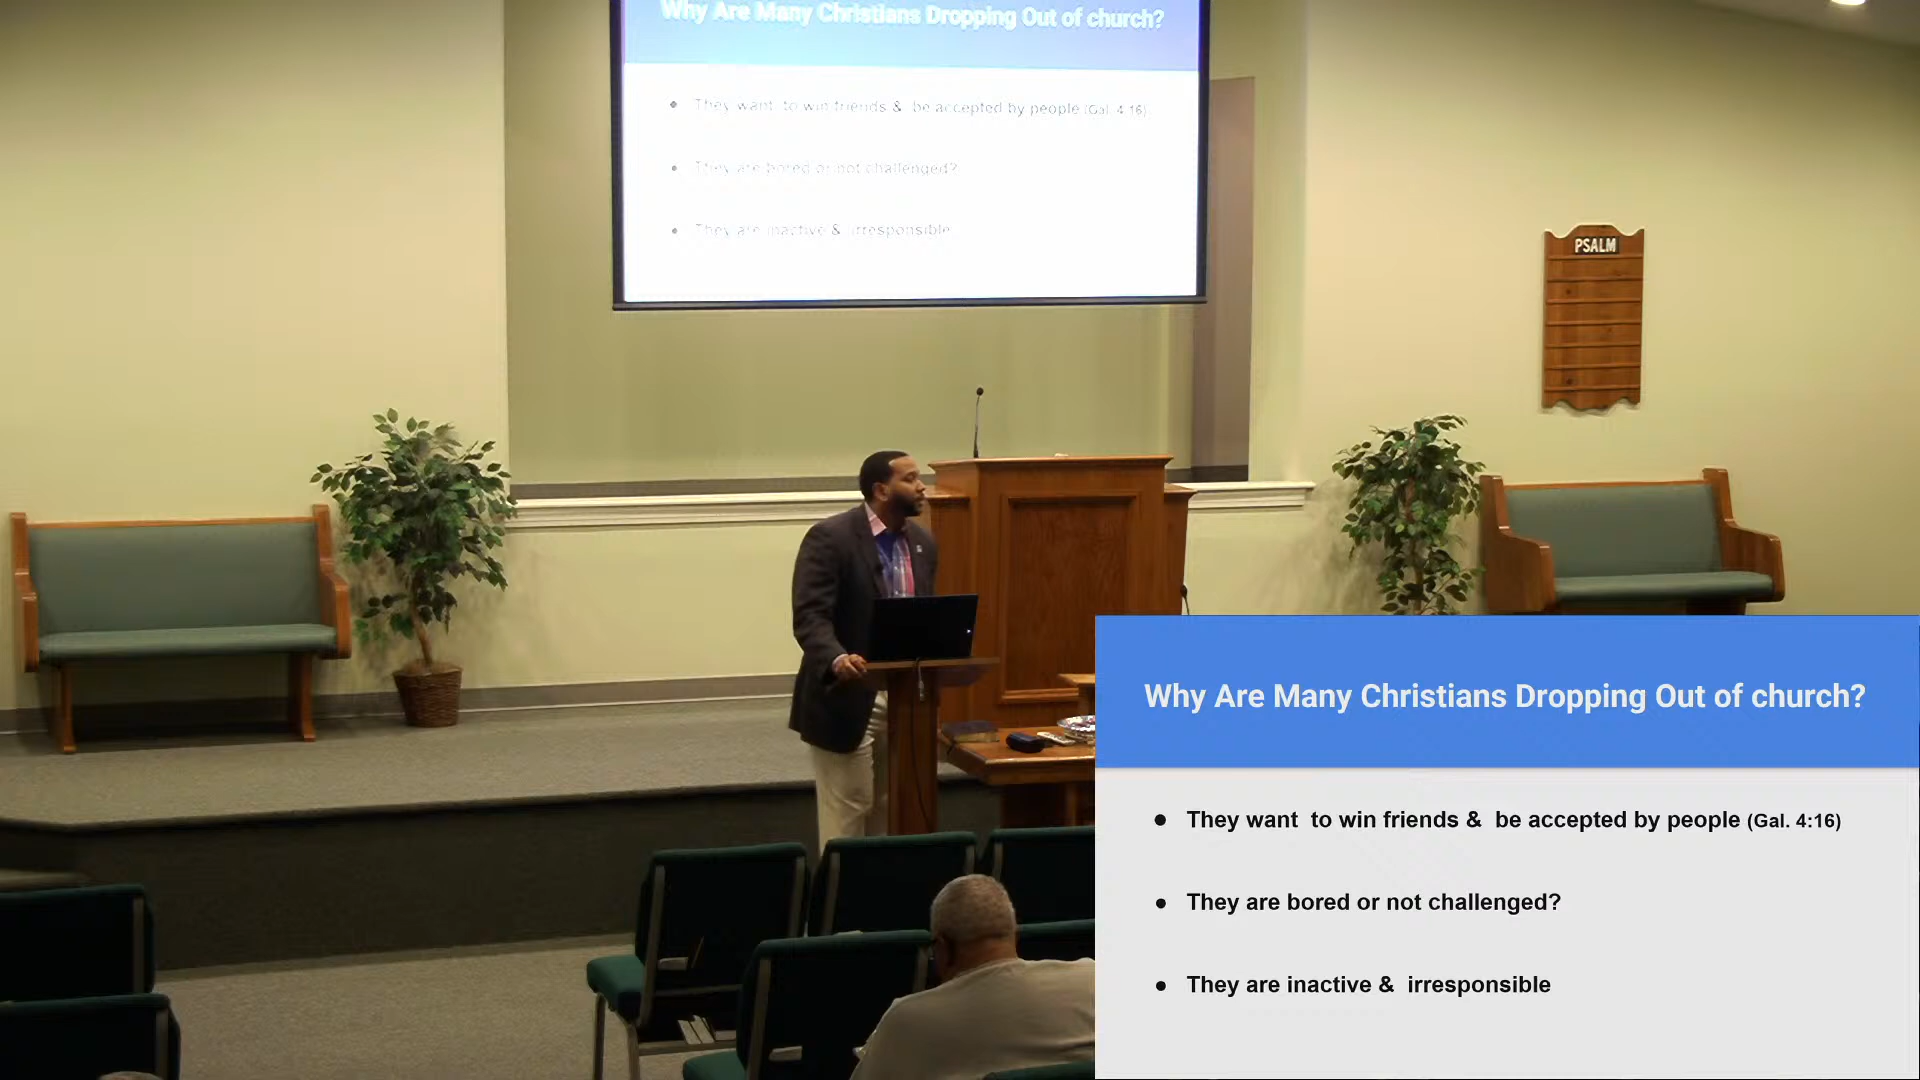 Why Are Many Christians Dropping Out of church?
They want to win friends & be accepted by people (Gal. 4:16)
They are bored or not challenged?
They are inactive & irresponsible
PSALM
Why Are Many Christians Dropping Out of church?
They want to win friends & be accepted by people (Gal. 4:16)
They are bored or not challenged?
They are inactive & irresponsible